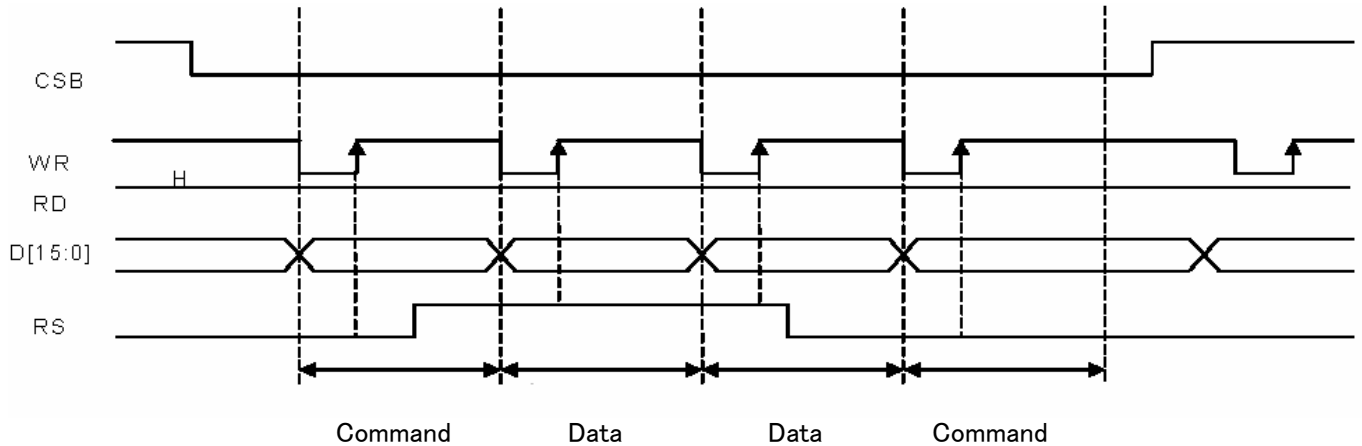 CSB
WR
H
RD
D[15:0]
RS
Command Data Data Command